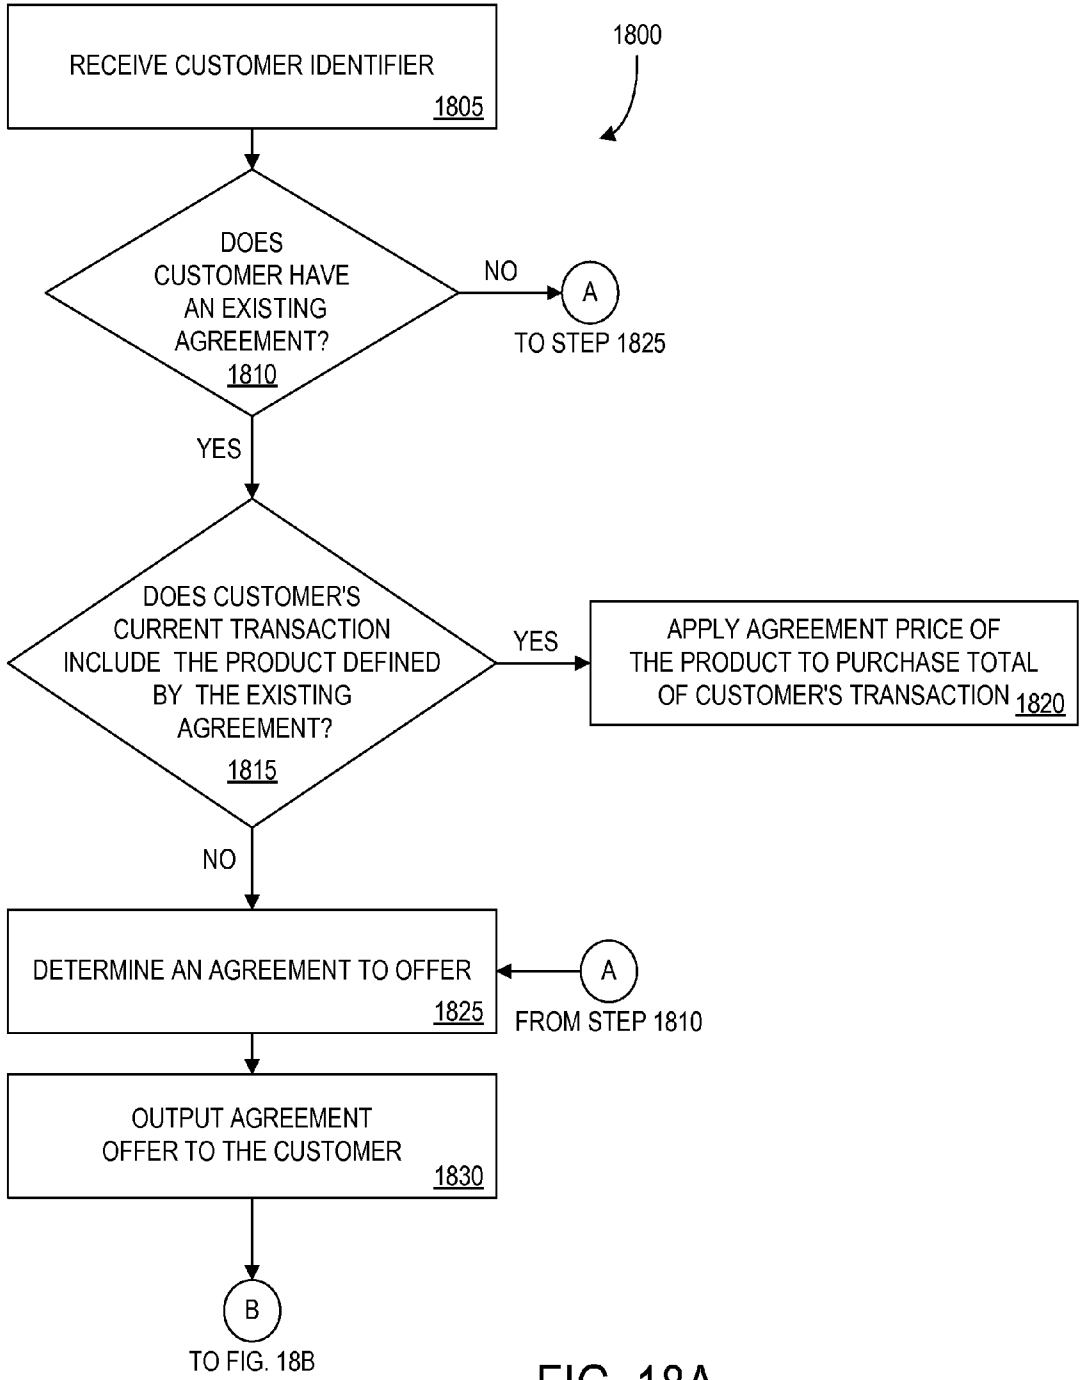 RECEIVE CUSTOMER IDENTIFIER
1805
1800
DOES
CUSTOMER HAVE
AN EXISTING
AGREEMENT?
1810
NO
A
TO STEP 1825
YES
DOES CUSTOMER'S
CURRENT TRANSACTION
INCLUDE THE PRODUCT DEFINED
BY THE EXISTING
AGREEMENT?
1815
YES
APPLY AGREEMENT PRICE OF
THE PRODUCT TO PURCHASE TOTAL
OF CUSTOMER'S TRANSACTION
1820
NO
DETERMINE AN AGREEMENT TO OFFER
1825
A
FROM STEP 1810
OUTPUT AGREEMENT
OFFER TO THE CUSTOMER
1830
B
TO FIG. 18B
FIG. 18A